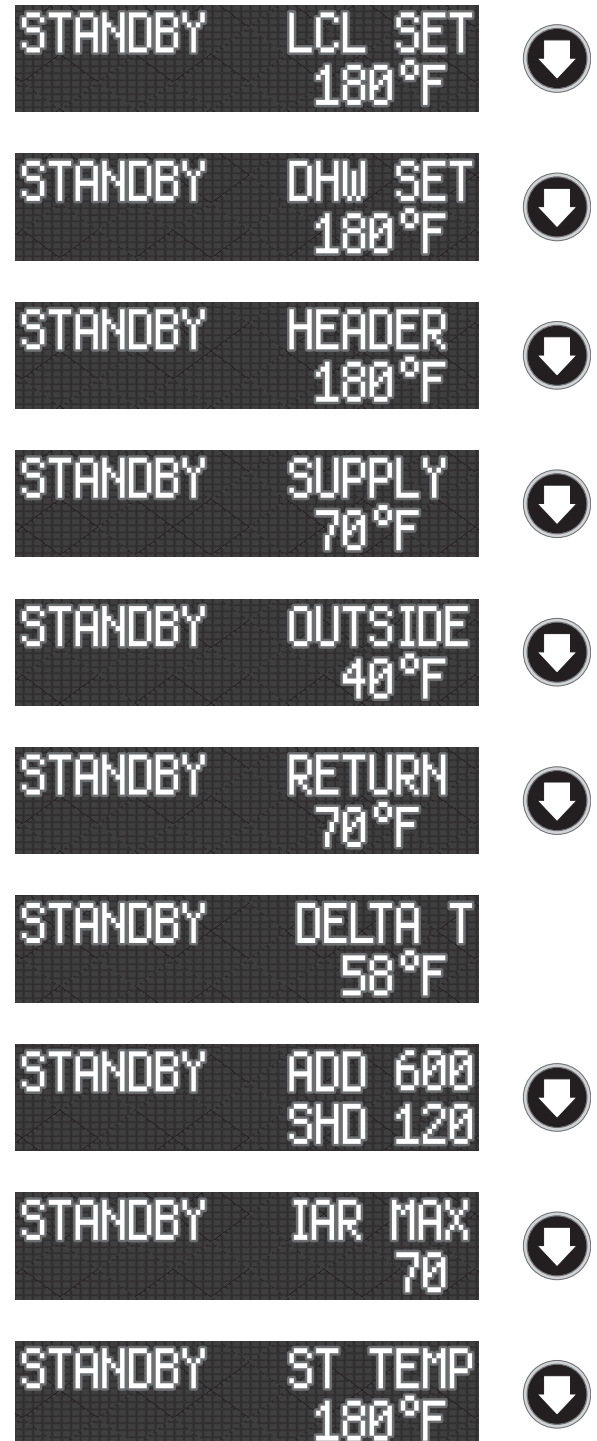 STANDBY LCL SET
180°F
STANDBY DHW SET
180°F
STANDBY HEADER
180°F
STANDBY SUPPLY
70°F
STANDBY OUTSIDE
40°F
STANDBY RETURN
70°F
STANDBY DELTA T
58°F
STANDBY ADD 600
SHD 120
STANDBY IAR MAX
70
STANDBY ST TEMP
180°F